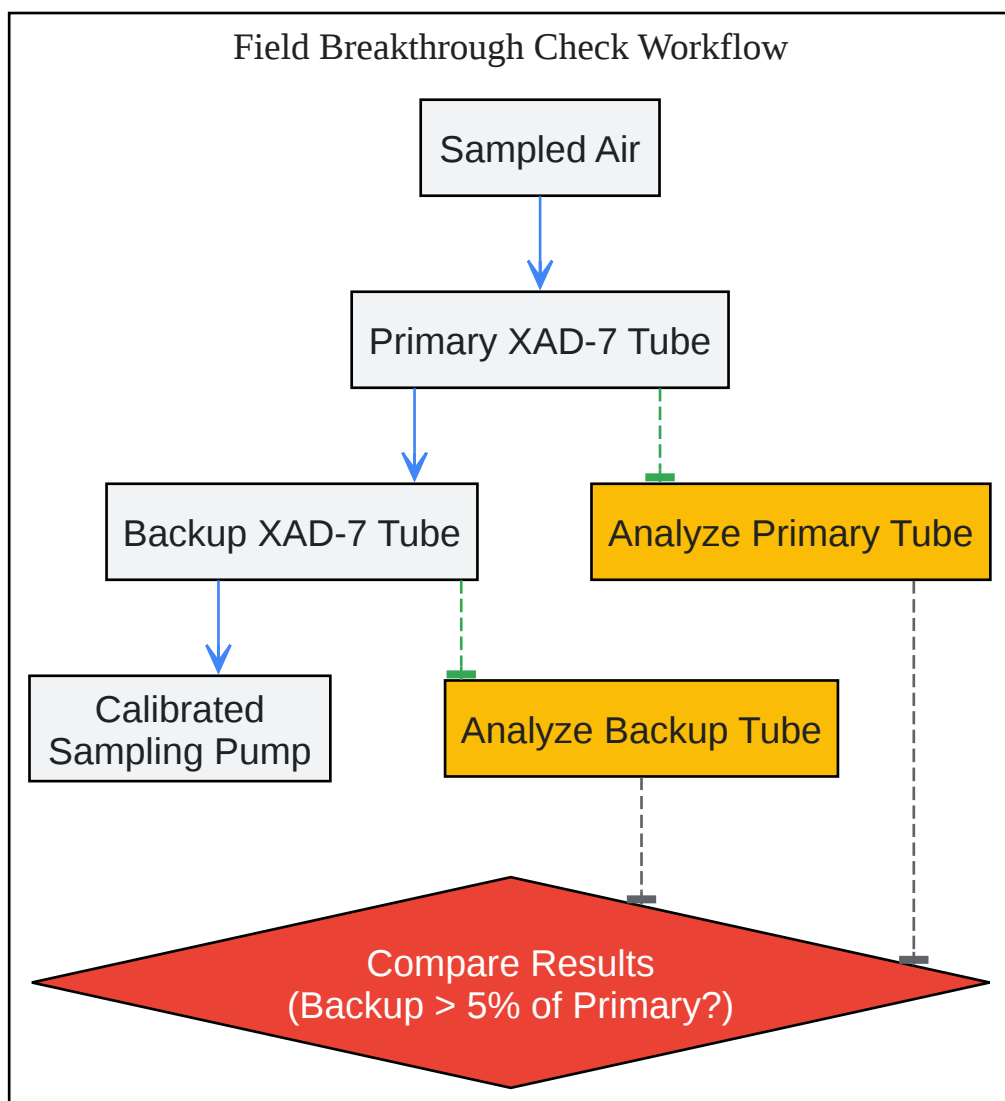 Field Breakthrough Check Workflow
Sampled Air
Primary XAD-7 Tube
Backup XAD-7 Tube
Analyze Primary Tube
Calibrated
Sampling Pump
Analyze Backup Tube
Compare Results
(Backup > 5% of Primary?)